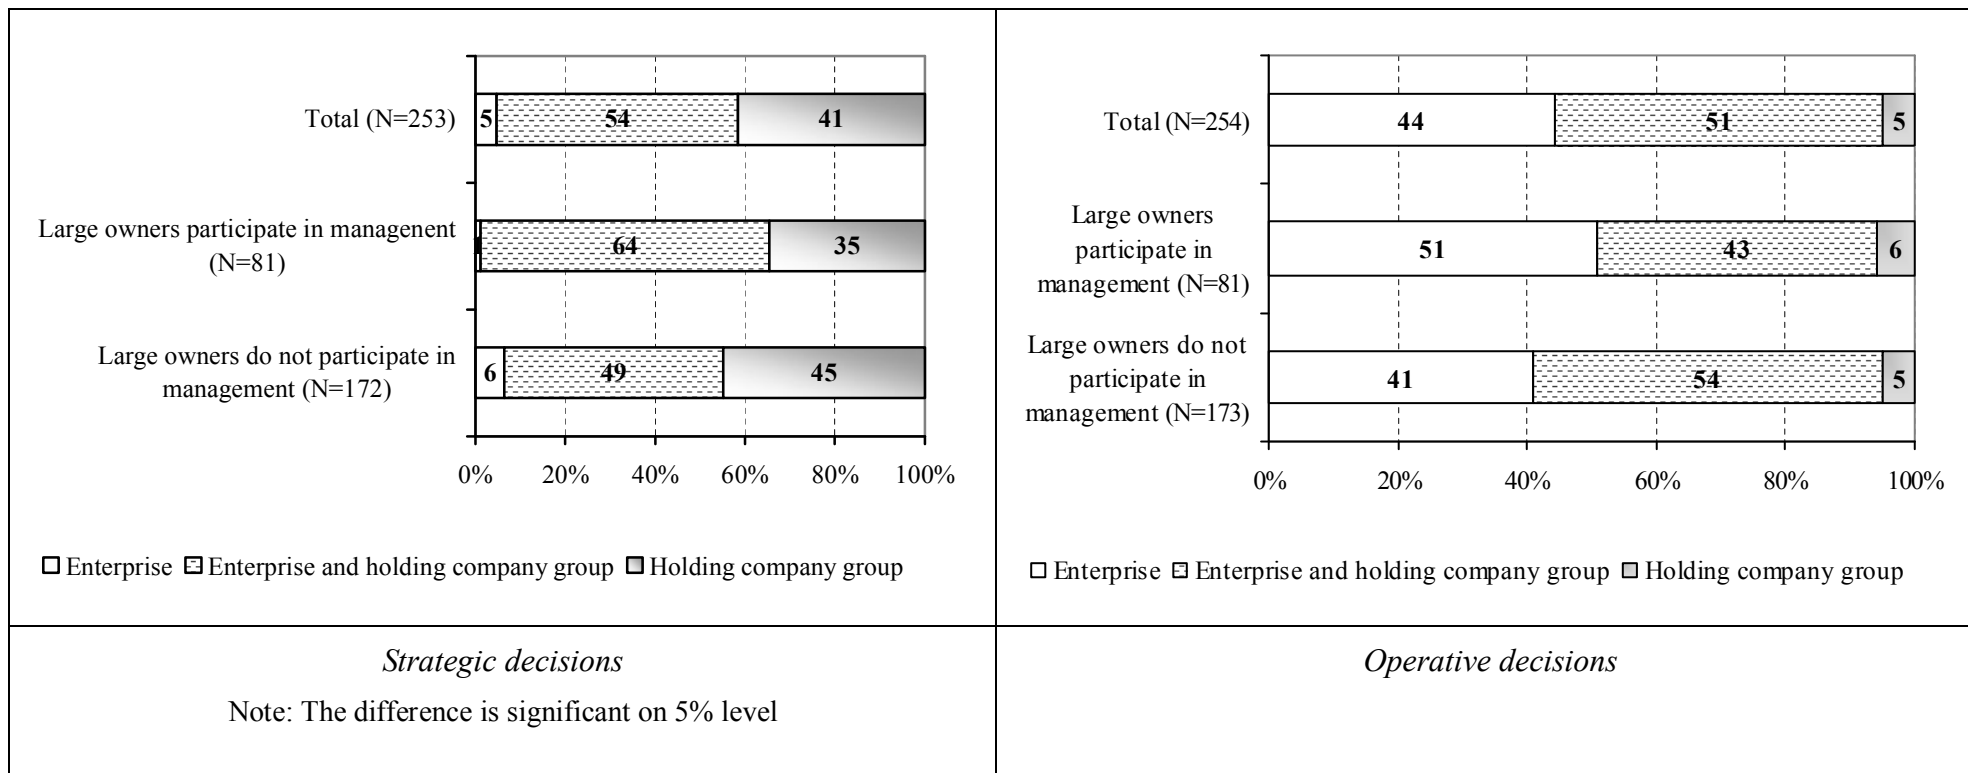 Total (N=253)
5 54 41
Large owners participate in managenent
(N=81)
1 64 35
Large owners do not participate in
management (N=172)
6 49 45
0% 20% 40% 60% 80% 100%
□ Enterprise Enterprise and holding company group Holding company group
Total (N=254)
44 51 5
Large owners
participate in
management (N=81)
51 43 6
Large owners do not
participate in
management (N=173)
41 54 5
0% 20% 40% 60% 80% 100%
□ Enterprise Enterprise and holding company group Holding company group
Strategic decisions
Note: The difference is significant on 5% level
Operative decisions